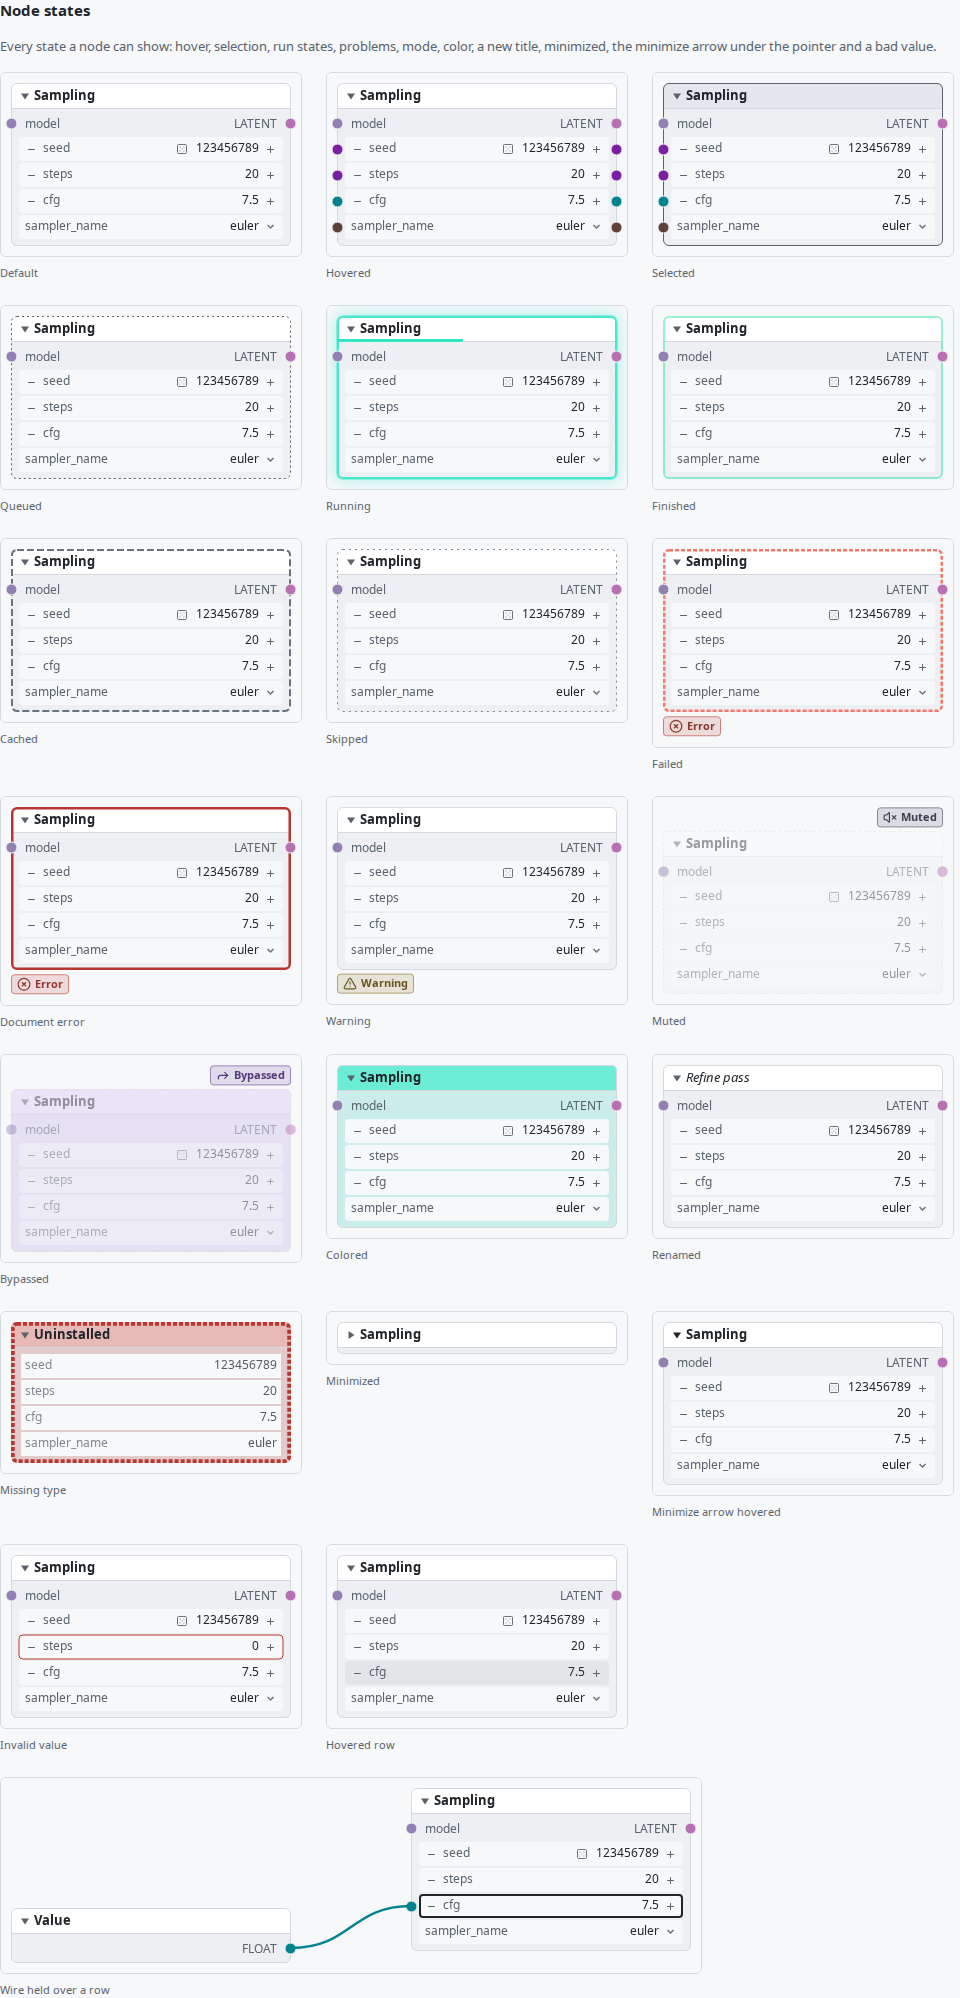 Node states
Every state a node can show: hover, selection, run states, problems, mode, color, a new title, minimized, the minimize arrow under the pointer and a bad value.
Sampling
model LATENT
– seed 123456789 +
– steps 20 +
– cfg 7.5 +
sampler_name euler
Default
Sampling
model LATENT
– seed 123456789 +
– steps 20 +
– cfg 7.5 +
sampler_name euler
Hovered
Sampling
model LATENT
– seed 123456789 +
– steps 20 +
– cfg 7.5 +
sampler_name euler
Selected
Sampling
model LATENT
– seed 123456789 +
– steps 20 +
– cfg 7.5 +
sampler_name euler
Queued
Sampling
model LATENT
– seed 123456789 +
– steps 20 +
– cfg 7.5 +
sampler_name euler
Running
Sampling
model LATENT
– seed 123456789 +
– steps 20 +
– cfg 7.5 +
sampler_name euler
Finished
Sampling
model LATENT
– seed 123456789 +
– steps 20 +
– cfg 7.5 +
sampler_name euler
Cached
Sampling
model LATENT
– seed 123456789 +
– steps 20 +
– cfg 7.5 +
sampler_name euler
Skipped
Sampling
model LATENT
– seed 123456789 +
– steps 20 +
– cfg 7.5 +
sampler_name euler
Error
Failed
Sampling
model LATENT
– seed 123456789 +
– steps 20 +
– cfg 7.5 +
sampler_name euler
Error
Document error
Sampling
model LATENT
– seed 123456789 +
– steps 20 +
– cfg 7.5 +
sampler_name euler
Warning
Warning
Muted
Sampling
model LATENT
– seed 123456789 +
– steps 20 +
– cfg 7.5 +
sampler_name euler
Muted
Bypassed
Sampling
model LATENT
– seed 123456789 +
– steps 20 +
– cfg 7.5 +
sampler_name euler
Bypassed
Sampling
model LATENT
– seed 123456789 +
– steps 20 +
– cfg 7.5 +
sampler_name euler
Colored
Refine pass
model LATENT
– seed 123456789 +
– steps 20 +
– cfg 7.5 +
sampler_name euler
Renamed
Uninstalled
seed 123456789
steps 20
cfg 7.5
sampler_name euler
Missing type
Sampling
Minimized
Sampling
model LATENT
– seed 123456789 +
– steps 20 +
– cfg 7.5 +
sampler_name euler
Minimize arrow hovered
Sampling
model LATENT
– seed 123456789 +
– steps 0 +
– cfg 7.5 +
sampler_name euler
Invalid value
Sampling
model LATENT
– seed 123456789 +
– steps 20 +
– cfg 7.5 +
sampler_name euler
Hovered row
Sampling
model LATENT
– seed 123456789 +
– steps 20 +
– cfg 7.5 +
sampler_name euler
Value
FLOAT
Wire held over a row